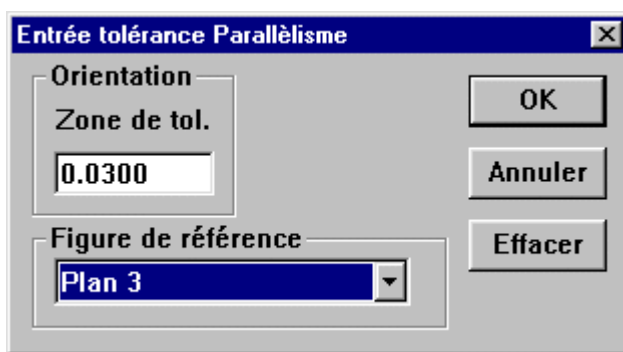 Entrée tolérance Parallèlisme
Orientation
Zone de tol.
0.0300
OK
Annuler
Figure de référence
Plan 3
Effacer